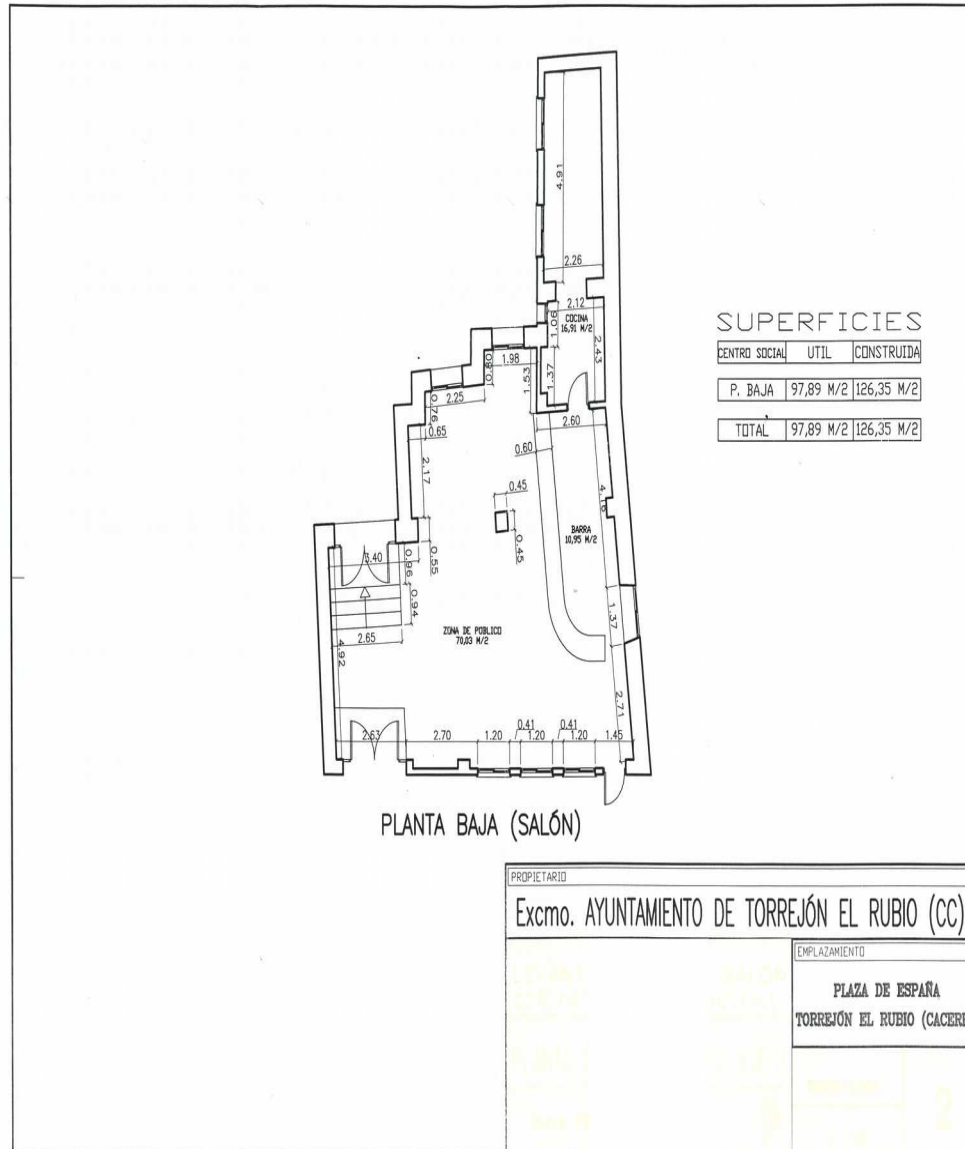 4.91
2.26
2.12
COCINA
16,91 M/2
1.06
2.43
1.37
1.98
0.80
1.53
2.25
0.76
0.65
2.60
0.60
2.17
0.45
0.45
4.16
BARRA
10,95 M/2
3.40
0.55
0.96
0.94
1.37
2.65
ZONA DE POBLICO
70,03 M/2
4.92
2.71
2.63
2.70
1.20
0.41
1.20
0.41
1.20
1.45
PLANTA BAJA (SALÓN)
SUPERFICIES
CENTRO SOCIAL UTIL CONSTRUIDA
P. BAJA 97,89 M/2 126,35 M/2
TOTAL 97,89 M/2 126,35 M/2
PROPIETARIO
Excmo. AYUNTAMIENTO DE TORREJÓN EL RUBIO (CC)
EMPLAZAMIENTO
PLAZA DE ESPAÑA
TORREJÓN EL RUBIO (CACERE